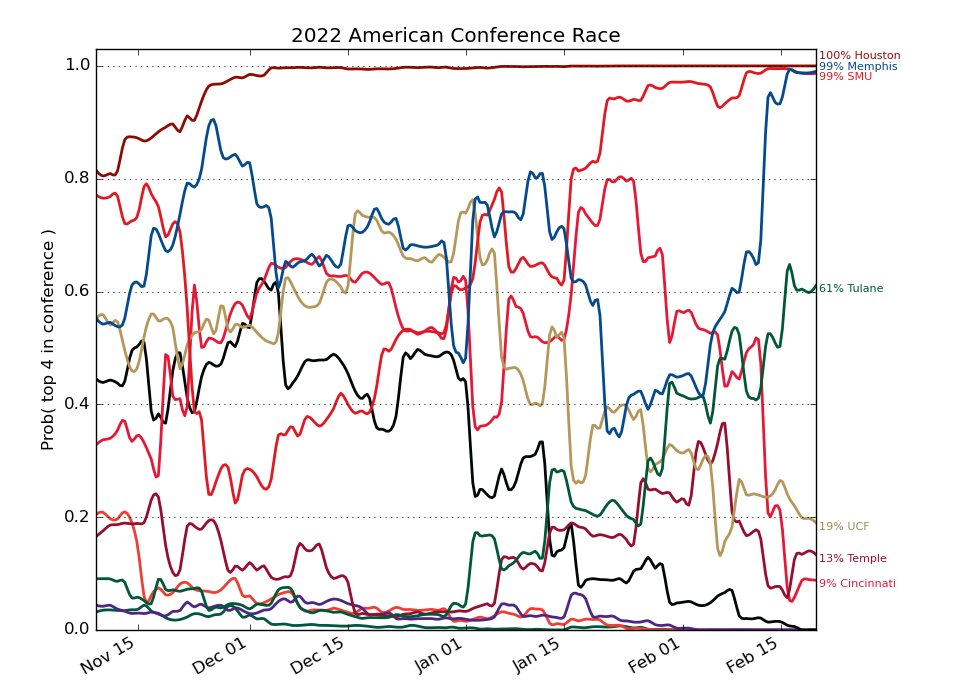 2022 American Conference Race
Prob( top 4 in conference )
1.0
0.8
0.6
0.4
0.2
0.0
100% Houston
99% Memphis
99% SMU
61% Tulane
19% UCF
13% Temple
9% Cincinnati
Nov 15
Dec 01
Dec 15
Jan 01
Jan 15
Feb 01
Feb 15